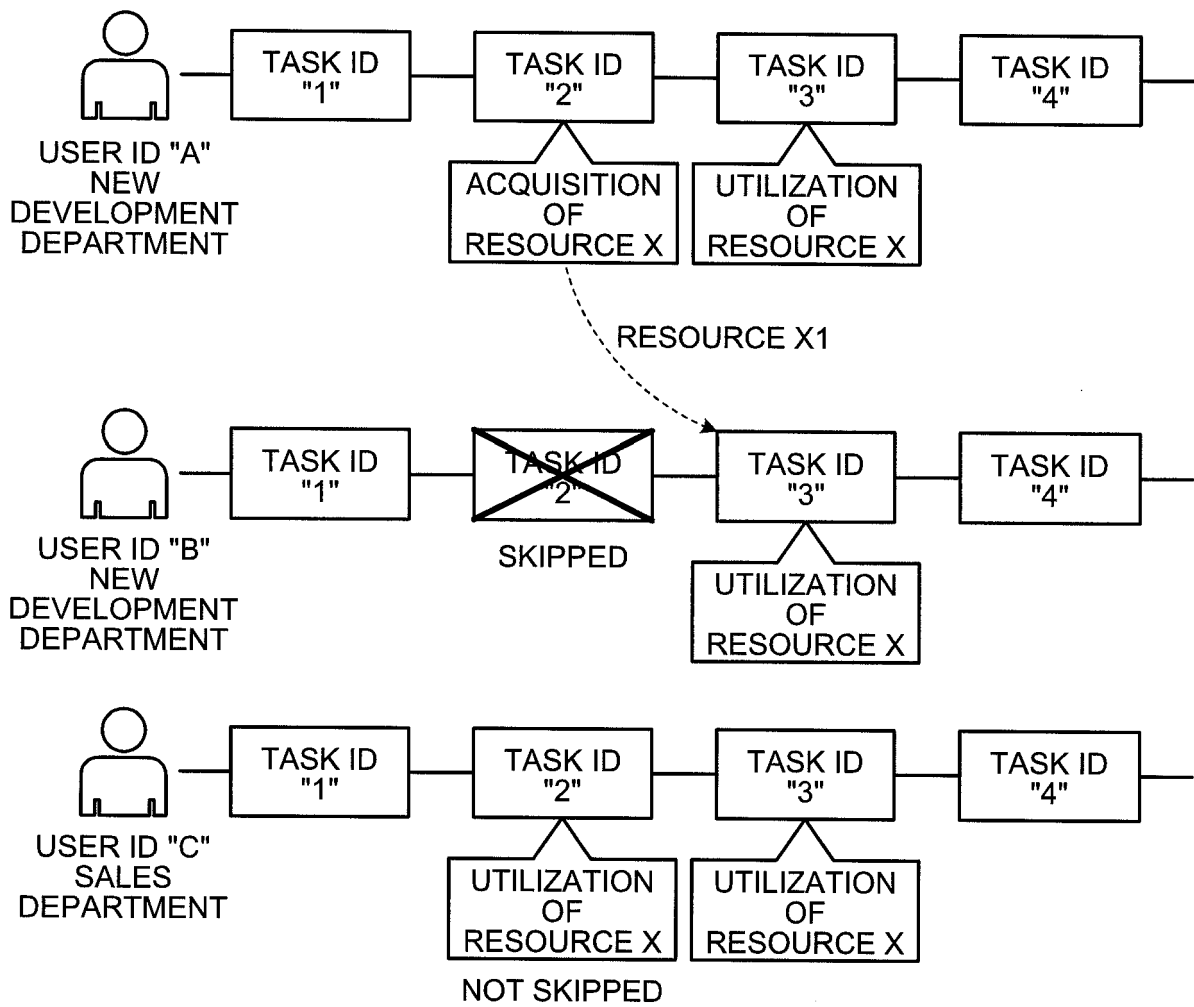 TASK ID
"1"
TASK ID
"2"
TASK ID
"3"
TASK ID
"4"
USER ID "A"
NEW
DEVELOPMENT
DEPARTMENT
ACQUISITION
OF
RESOURCE X
UTILIZATION
OF
RESOURCE X
RESOURCE X1
TASK ID
"1"
TASK ID
"2"
TASK ID
"3"
TASK ID
"4"
USER ID "B"
NEW
DEVELOPMENT
DEPARTMENT
SKIPPED
UTILIZATION
OF
RESOURCE X
TASK ID
"1"
TASK ID
"2"
TASK ID
"3"
TASK ID
"4"
USER ID "C"
SALES
DEPARTMENT
UTILIZATION
OF
RESOURCE X
UTILIZATION
OF
RESOURCE X
NOT SKIPPED